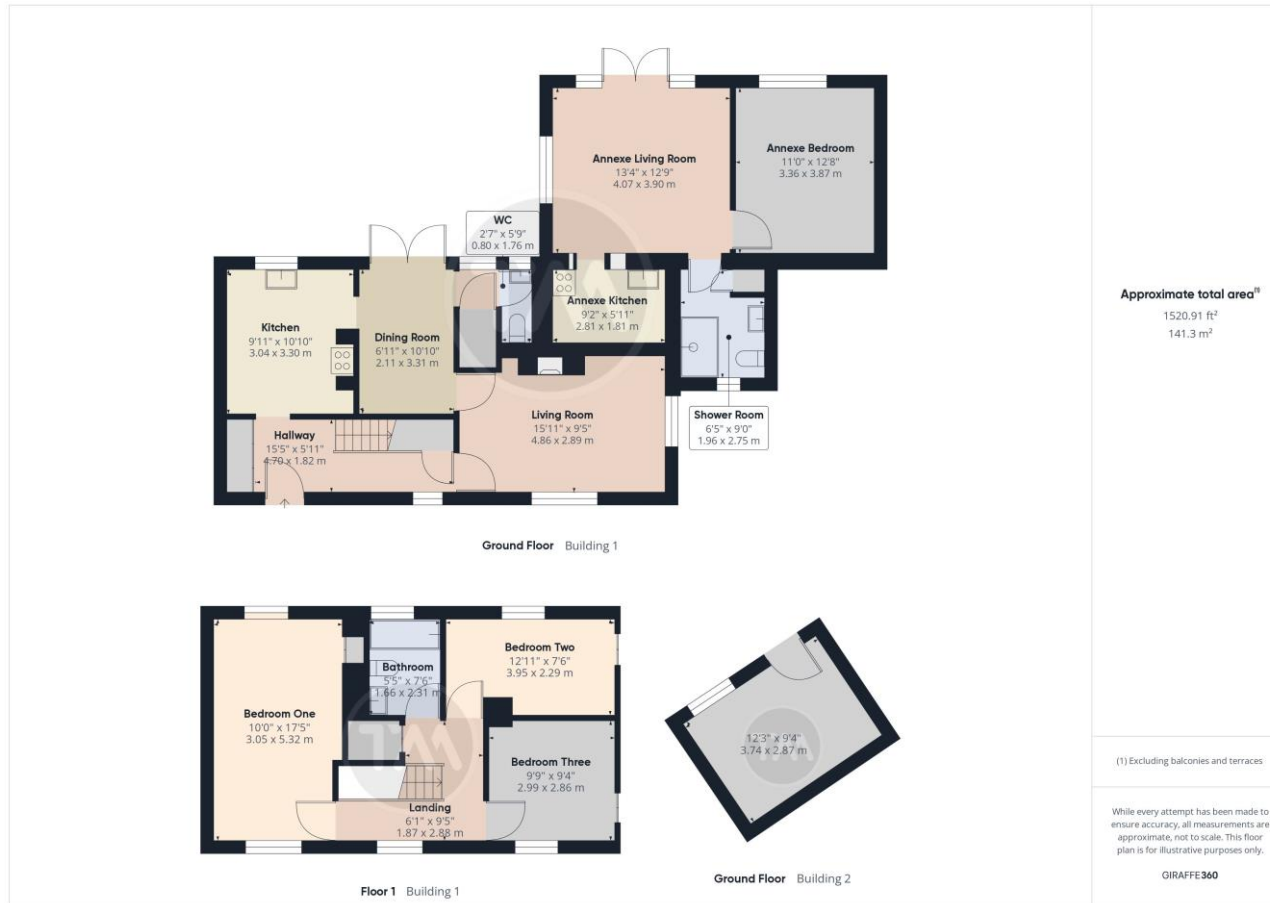 Annexe Living Room
13'4" x 12'9"
4.07 x 3.90 m
Annexe Bedroom
11'0" x 12'8"
3.36 x 3.87 m
WC
2'7" x 5'9"
0.80 x 1.76 m
Annexe Kitchen
9'2" x 5'11"
2.81 x 1.81 m
Kitchen
9'11" x 10'10"
3.04 x 3.30 m
Dining Room
6'11" x 10'10"
2.11 x 3.31 m
Living Room
15'11" x 9'5"
4.86 x 2.89 m
Shower Room
6'5" x 9'0"
1.96 x 2.75 m
Hallway
15'5" x 5'11"
4.70 x 1.82 m
Ground Floor Building 1
Bedroom One
10'0" x 17'5"
3.05 x 5.32 m
Bathroom
5'5" x 7'6"
1.66 x 2.31 m
Bedroom Two
12'11" x 7'6"
3.95 x 2.29 m
Bedroom Three
9'9" x 9'4"
2.99 x 2.86 m
Landing
6'1" x 9'5"
1.87 x 2.88 m
Floor 1 Building 1
12'3" x 9'4"
3.74 x 2.87 m
Ground Floor Building 2
Approximate total area⁽¹⁾
1520.91 ft²
141.3 m²
(1) Excluding balconies and terraces
While every attempt has been made to
ensure accuracy, all measurements are
approximate, not to scale. This floor
plan is for illustrative purposes only.
GIRAFFE360